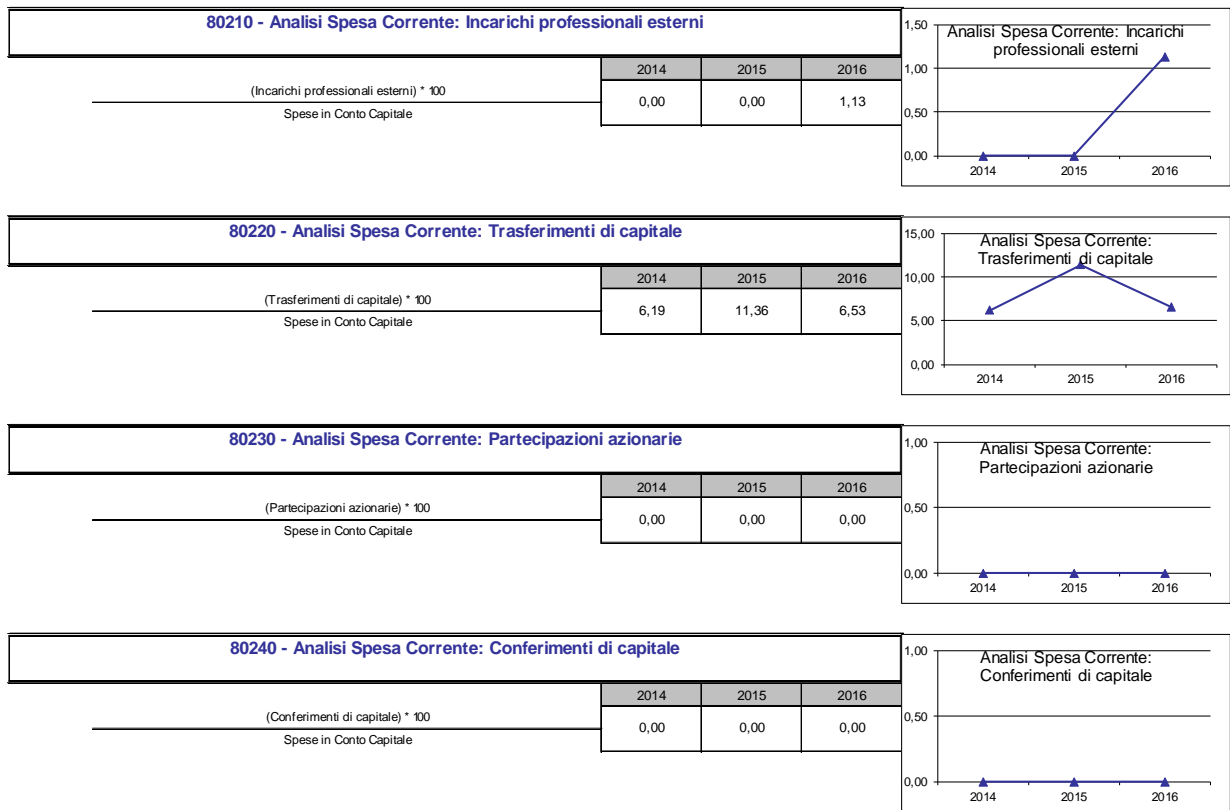 80210 - Analisi Spesa Corrente: Incarichi professionali esterni
2014 2015 2016
(Incarichi professionali esterni) * 100
Spese in Conto Capitale
0,00 0,00 1,13
Analisi Spesa Corrente: Incarichi
professionali esterni
1,50
1,00
0,50
0,00
2014 2015 2016
80220 - Analisi Spesa Corrente: Trasferimenti di capitale
2014 2015 2016
(Trasferimenti di capitale) * 100
Spese in Conto Capitale
6,19 11,36 6,53
Analisi Spesa Corrente:
Trasferimenti di capitale
15,00
10,00
5,00
0,00
2014 2015 2016
80230 - Analisi Spesa Corrente: Partecipazioni azionarie
2014 2015 2016
(Partecipazioni azionarie) * 100
Spese in Conto Capitale
0,00 0,00 0,00
Analisi Spesa Corrente:
Partecipazioni azionarie
1,00
0,50
0,00
2014 2015 2016
80240 - Analisi Spesa Corrente: Conferimenti di capitale
2014 2015 2016
(Conferimenti di capitale) * 100
Spese in Conto Capitale
0,00 0,00 0,00
Analisi Spesa Corrente:
Conferimenti di capitale
1,00
0,50
0,00
2014 2015 2016